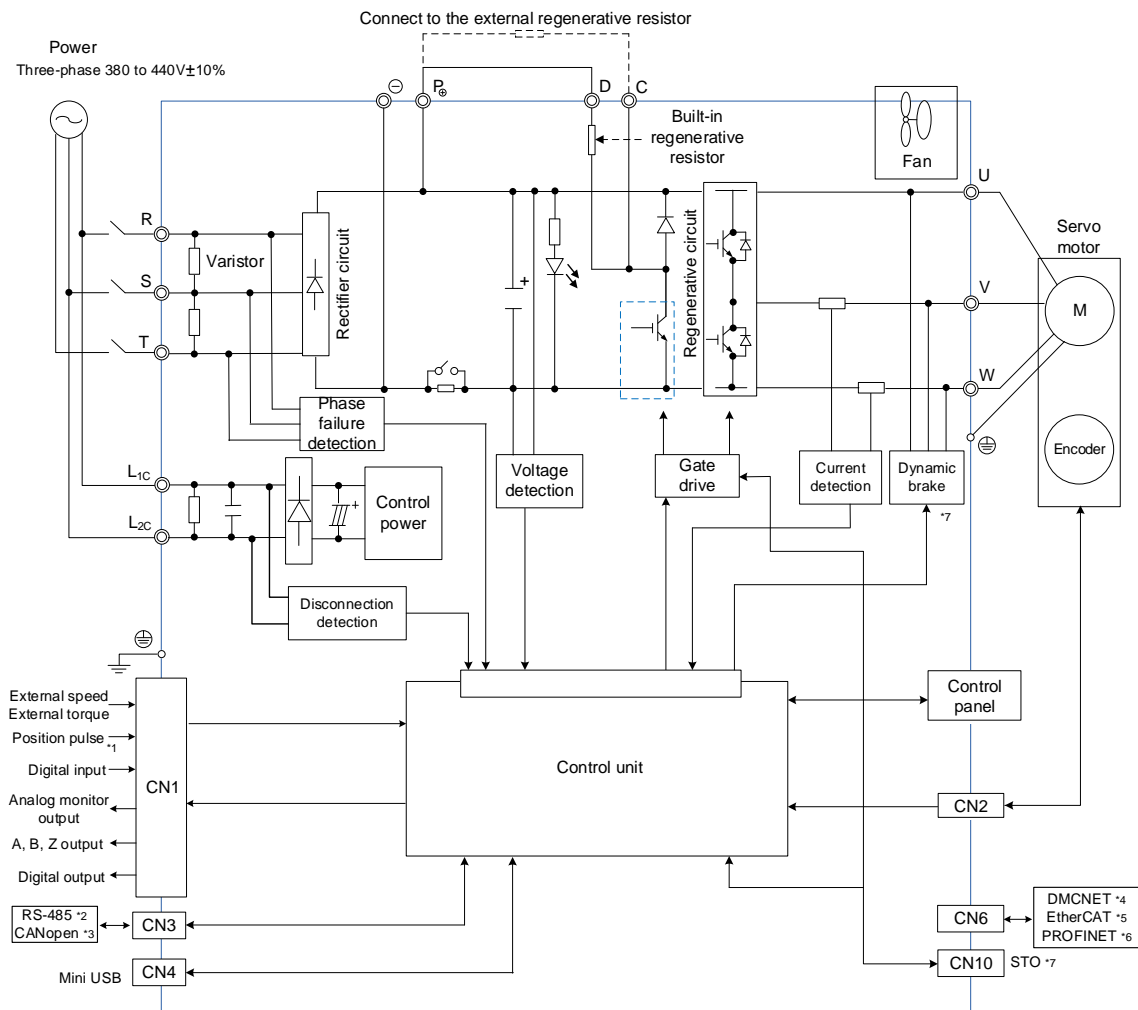 Connect to the external regenerative resistor
Power
Three-phase 380 to 440V±10%
⊖
P⊕
D
C
Built-in
regenerative
resistor
Fan
U
R
Varistor
S
T
Rectifier circuit
+
Regenerative circuit
Servo
motor
V
M
W
Phase
failure
detection
L1C
L2C
+
Control
power
Voltage
detection
Gate
drive
Current
detection
Dynamic
brake
*7
Encoder
Disconnection
detection
External speed
External torque
Position pulse *1
Digital input
Analog monitor
output
A, B, Z output
Digital output
CN1
Control unit
Control
panel
CN2
RS-485 *2
CANopen *3
CN3
Mini USB
CN4
CN6
DMCNET *4
EtherCAT *5
PROFINET *6
CN10
STO *7